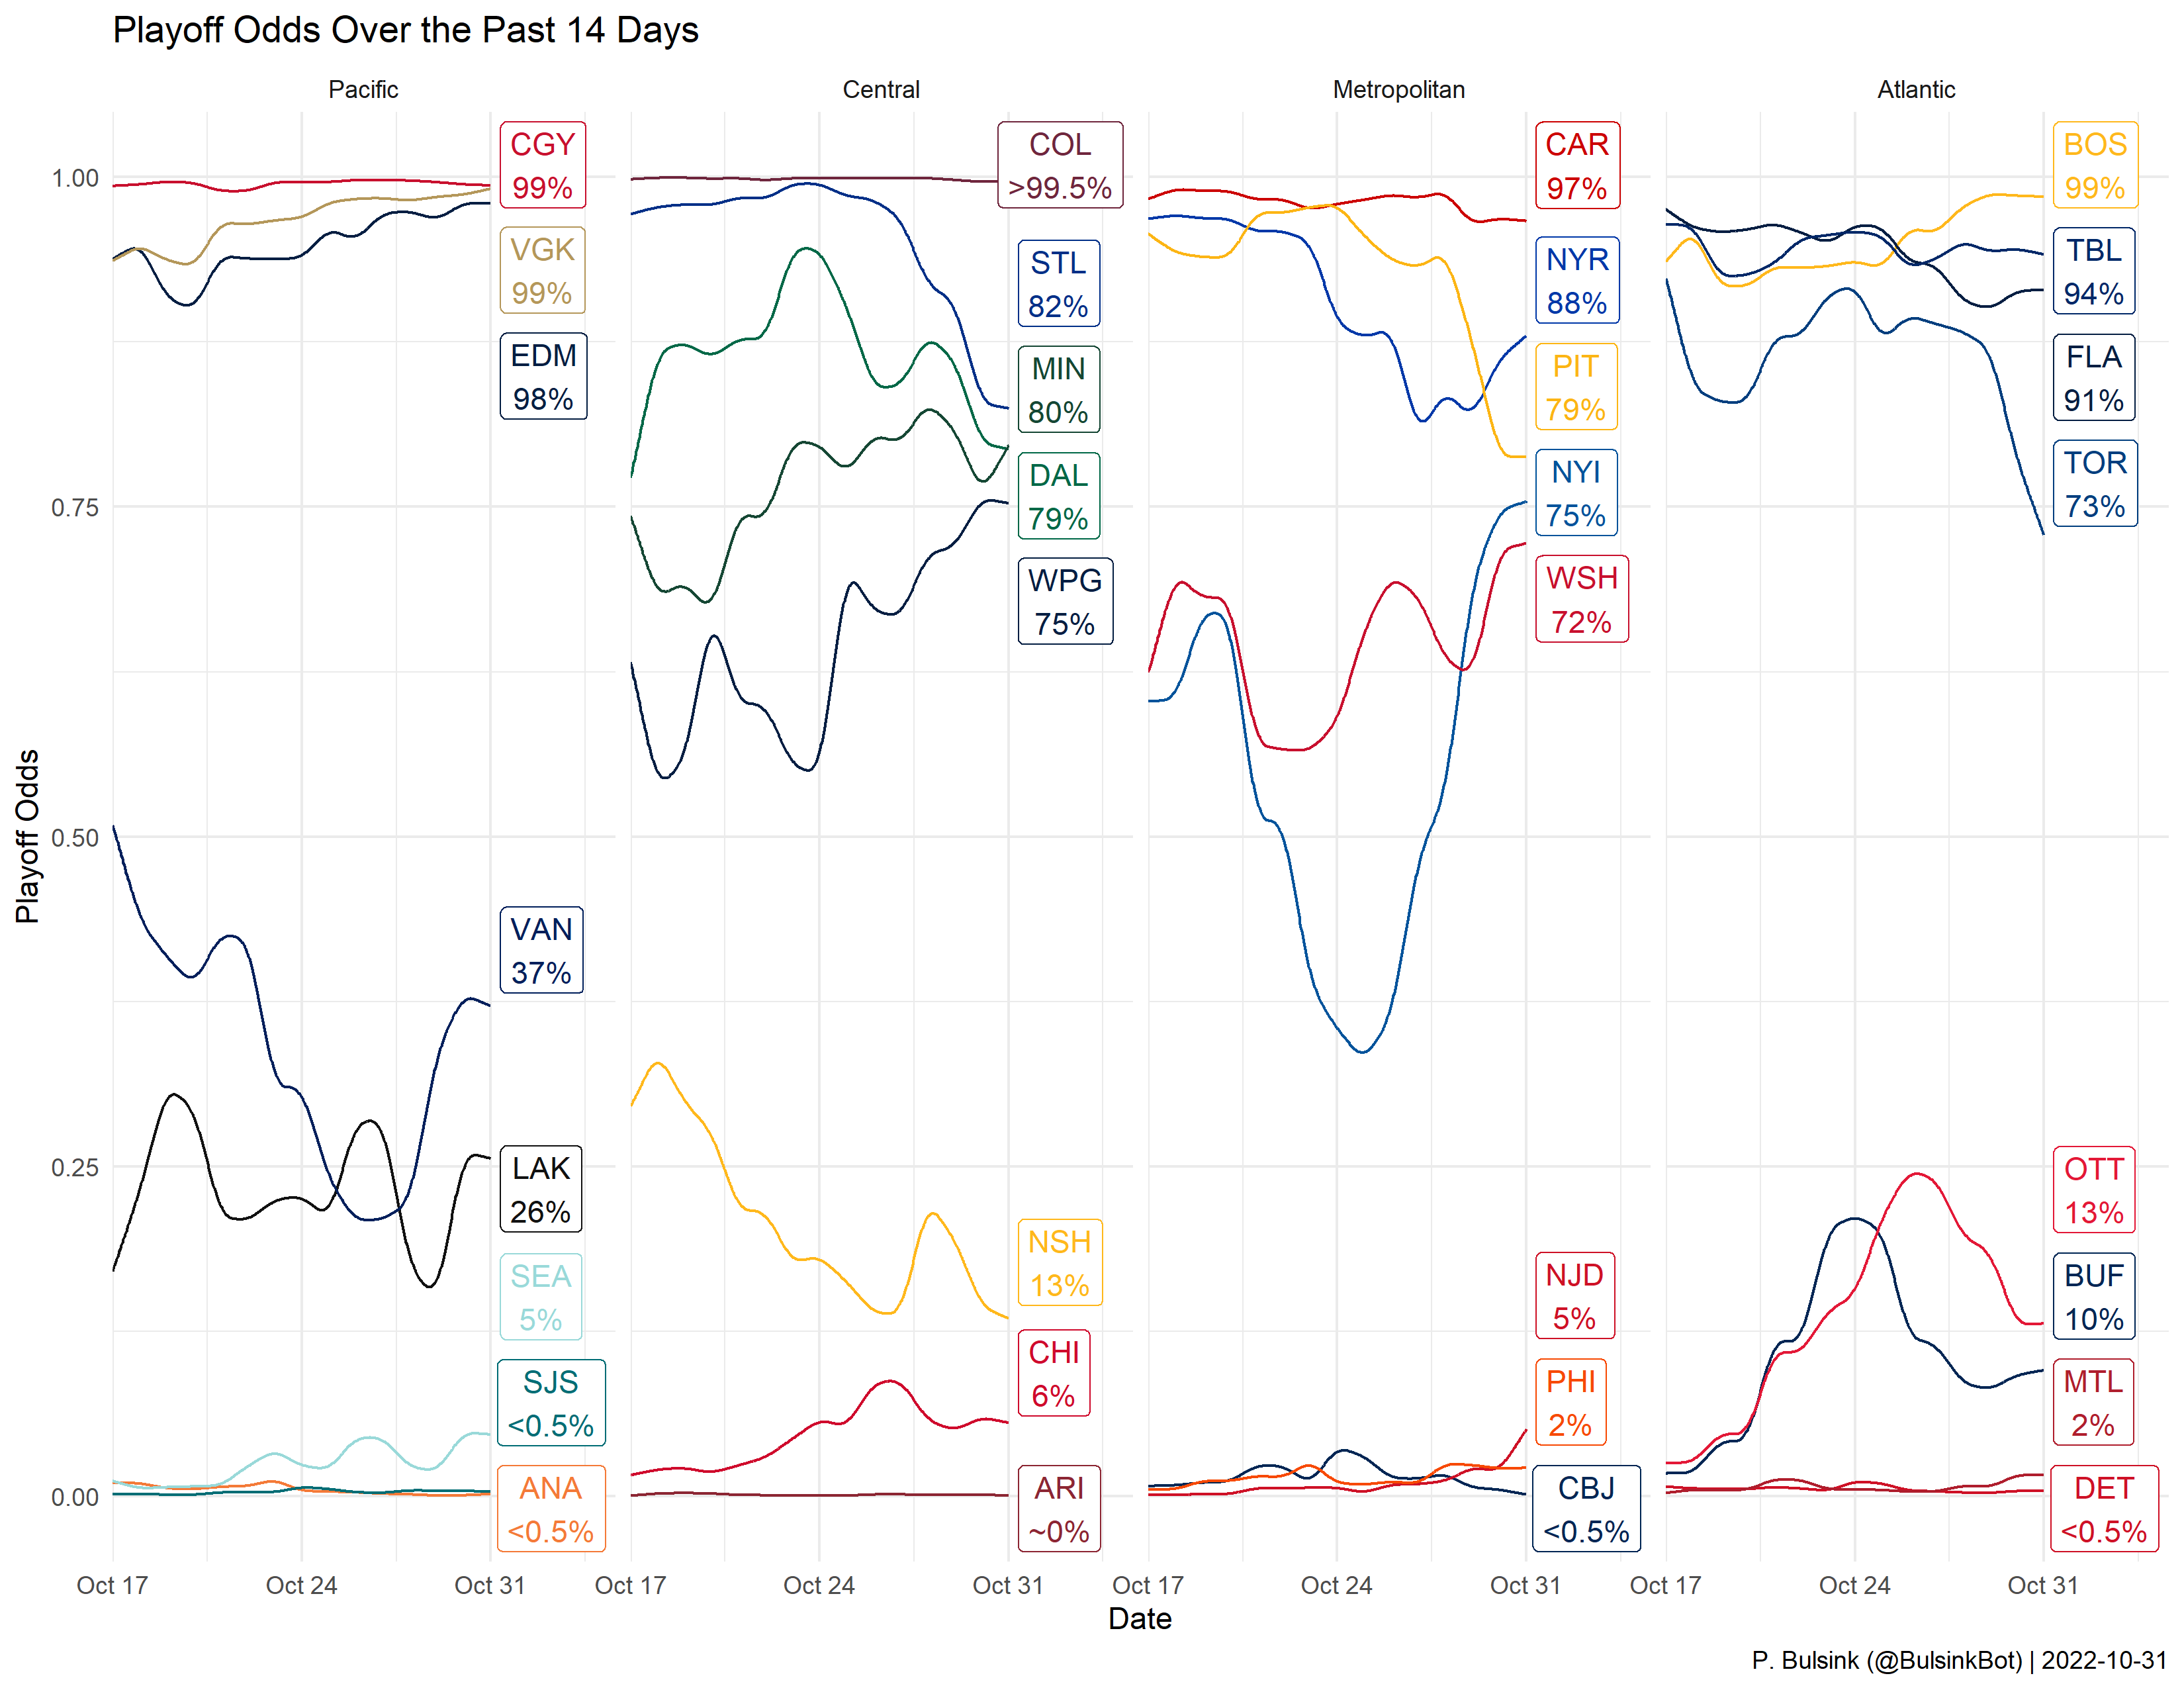 Playoff Odds Over the Past 14 Days
Pacific
Central
Metropolitan
Atlantic
Playoff Odds
1.00
0.75
0.50
0.25
0.00
CGY
99%
VGK
99%
EDM
98%
VAN
37%
LAK
26%
SEA
5%
SJS
<0.5%
ANA
<0.5%
COL
>99.5%
STL
82%
MIN
80%
DAL
79%
WPG
75%
NSH
13%
CHI
6%
ARI
~0%
CAR
97%
NYR
88%
PIT
79%
NYI
75%
WSH
72%
NJD
5%
PHI
2%
CBJ
<0.5%
BOS
99%
TBL
94%
FLA
91%
TOR
73%
OTT
13%
BUF
10%
MTL
2%
DET
<0.5%
Oct 17
Oct 24
Oct 31
Oct 17
Oct 24
Oct 31
Oct 17
Oct 24
Oct 31
Oct 17
Oct 24
Oct 31
Date
P. Bulsink (@BulsinkBot) | 2022-10-31